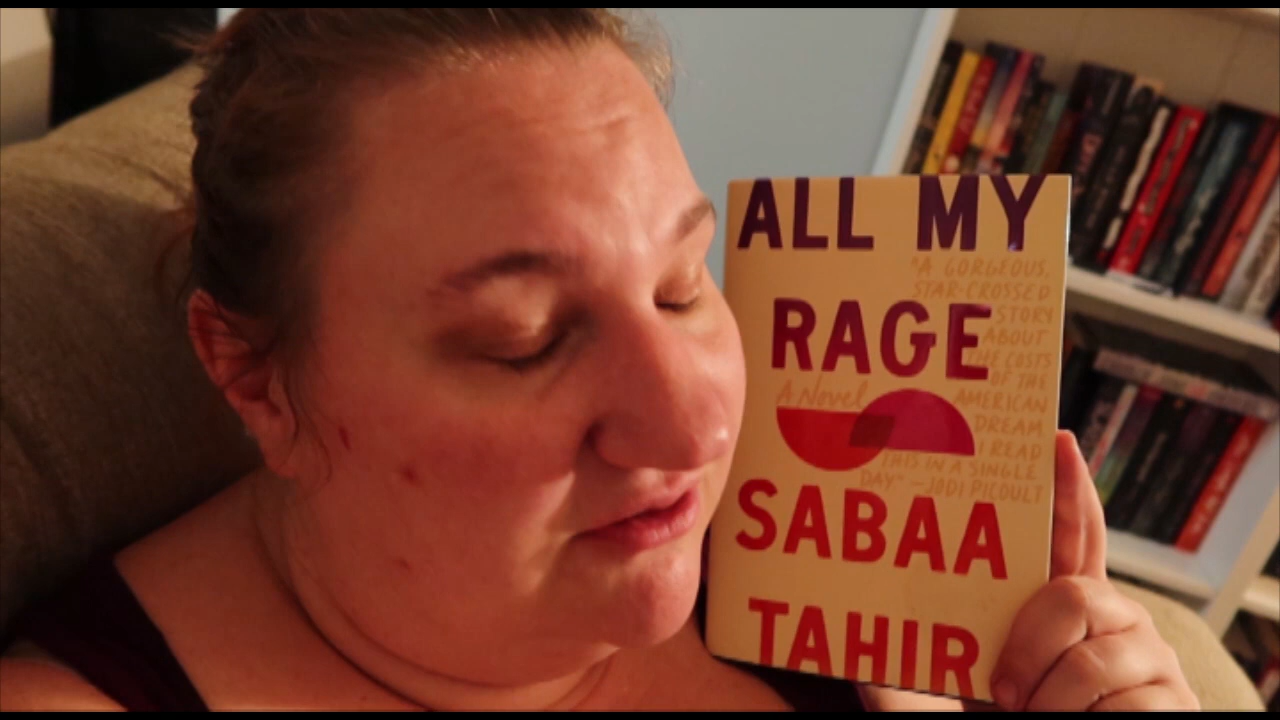 ALL MY
"A GORGEOUS,
STAR-CROSSED
STORY
RAGE
ABOUT
THE COSTS
OF THE
A Novel
AMERICAN
DREAM
I READ
THIS IN A SINGLE
DAY" —JODI PICOULT
SABAA
TAHIR